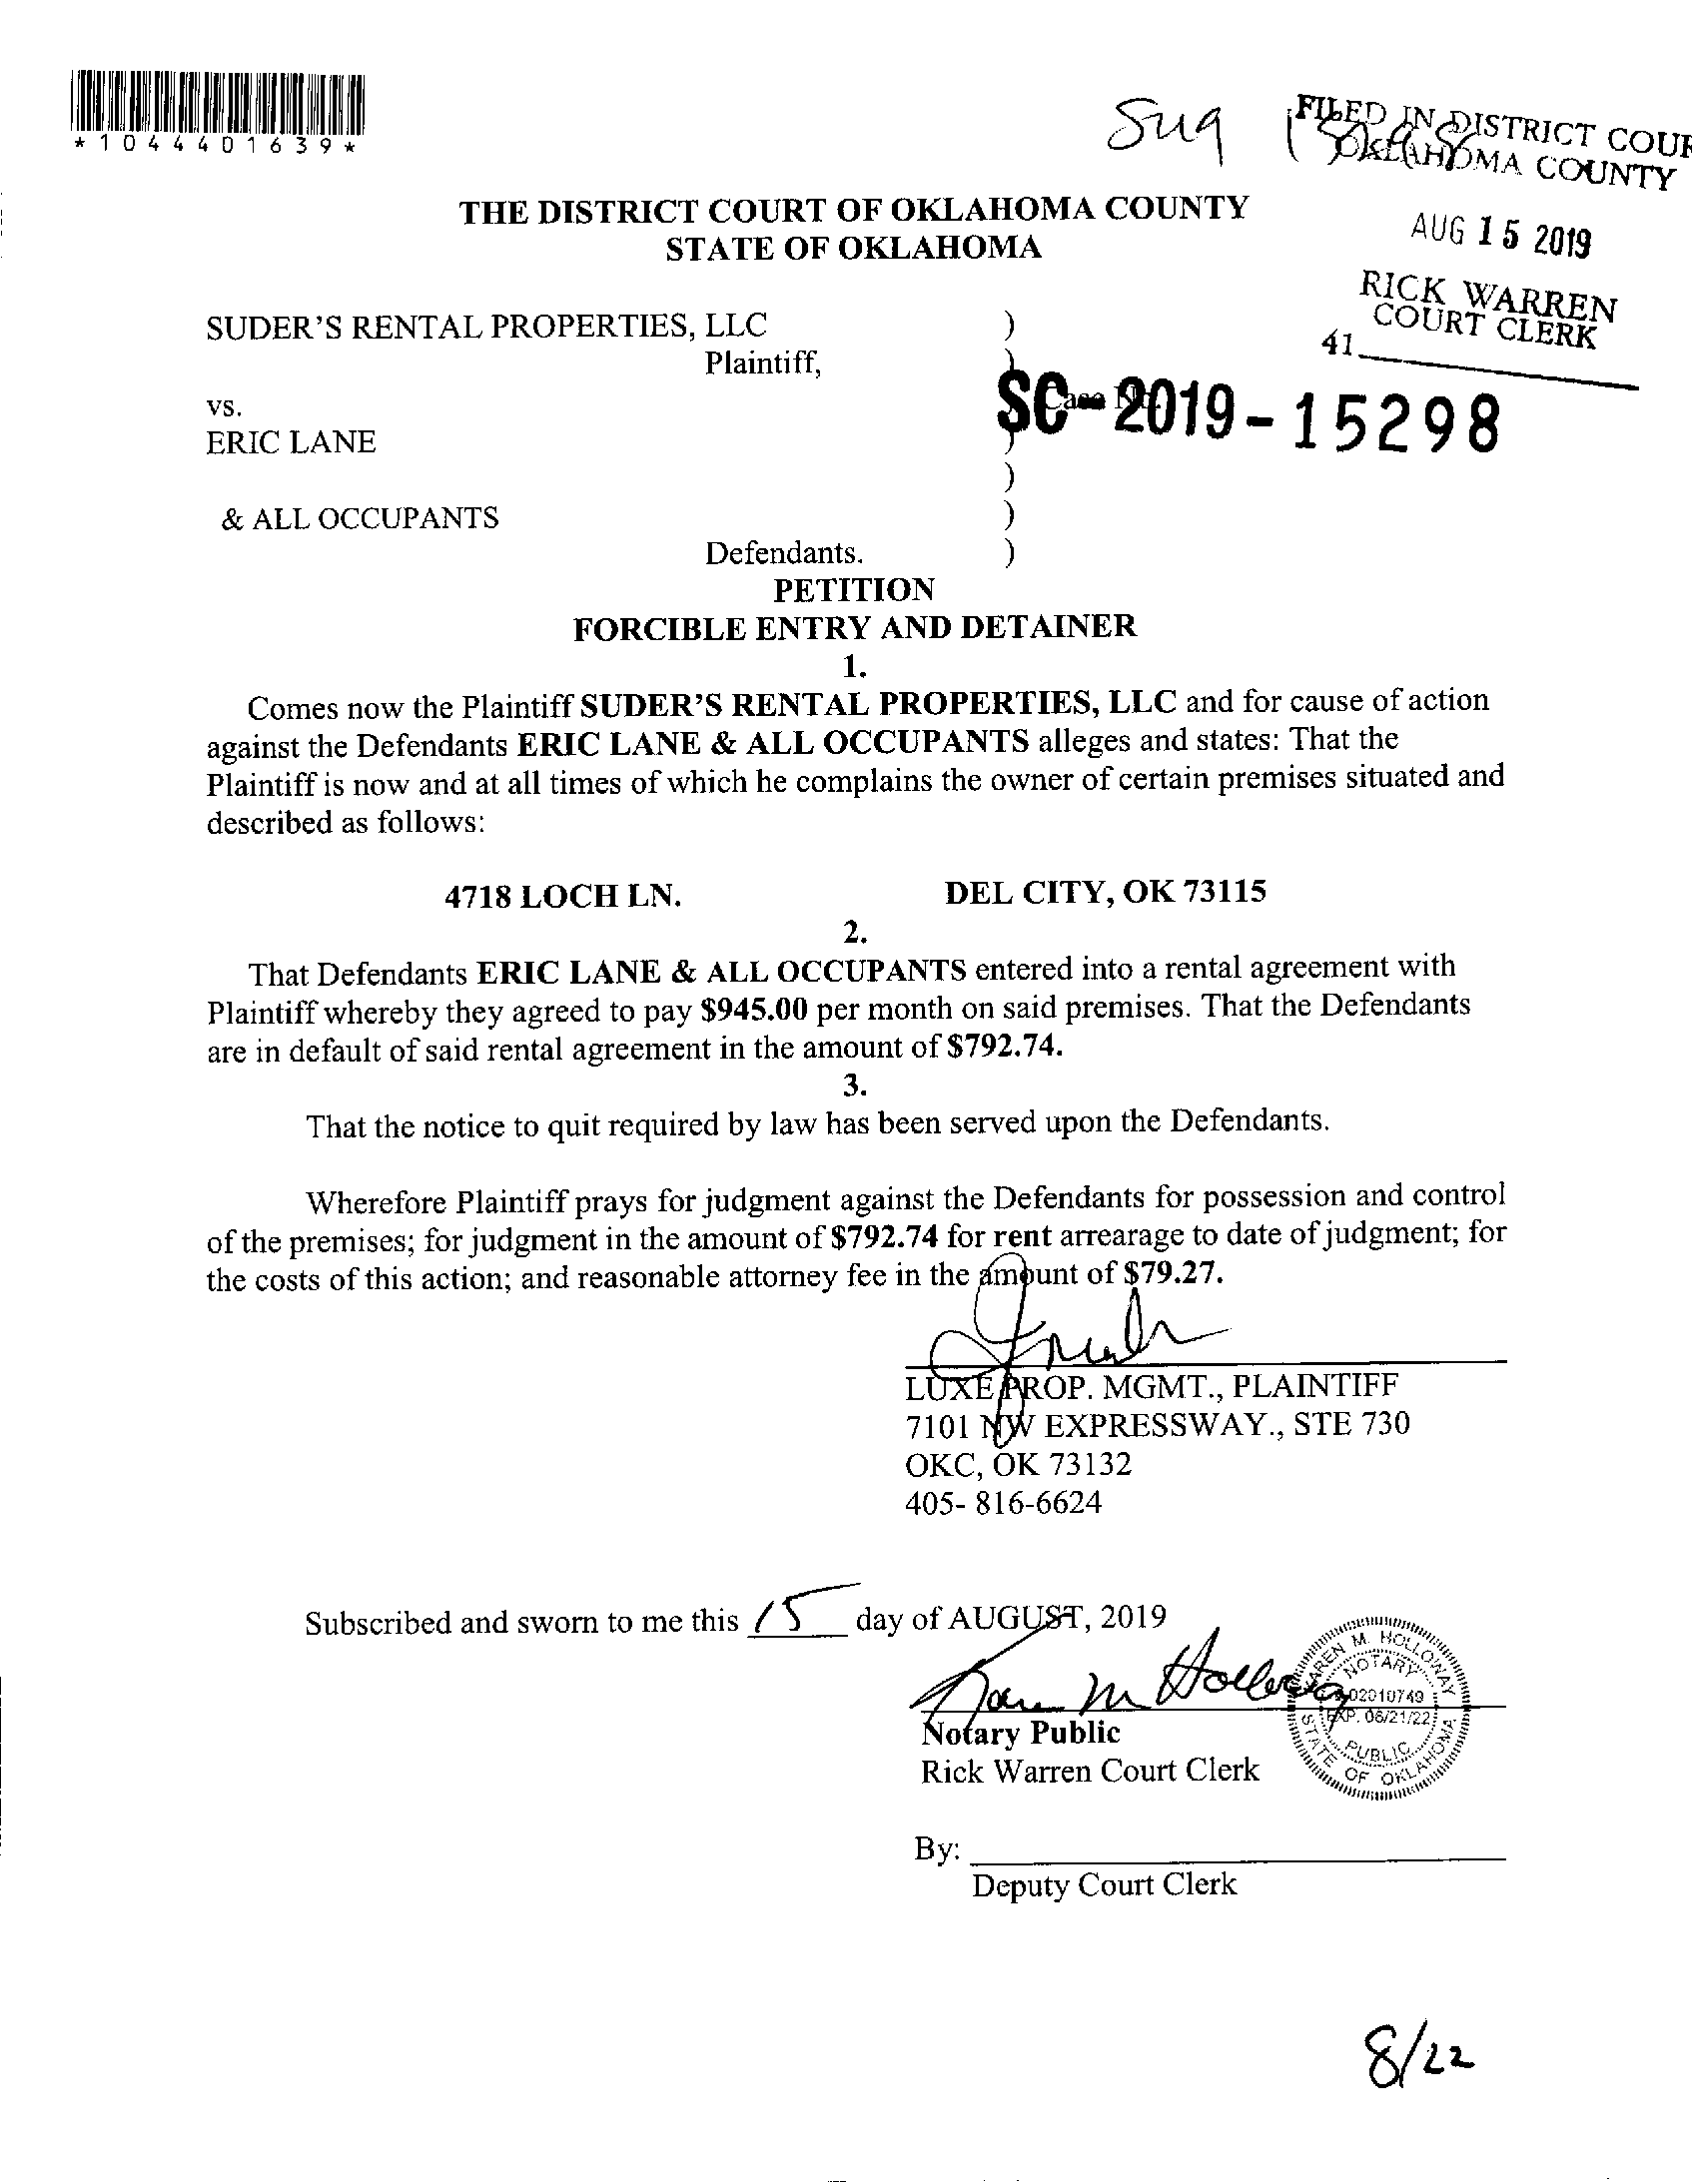 *1044401639*
Sug
FILED IN DISTRICT COUR
OKLAHOMA COUNTY
AUG 15 2019
RICK WARREN
COURT CLERK
41
THE DISTRICT COURT OF OKLAHOMA COUNTY
STATE OF OKLAHOMA
SUDER'S RENTAL PROPERTIES, LLC )
Plaintiff, )
vs. Case No.
SC-2019-15298
ERIC LANE )
)
& ALL OCCUPANTS )
Defendants. )
PETITION
FORCIBLE ENTRY AND DETAINER
1.
Comes now the Plaintiff SUDER'S RENTAL PROPERTIES, LLC and for cause of action
against the Defendants ERIC LANE & ALL OCCUPANTS alleges and states: That the
Plaintiff is now and at all times of which he complains the owner of certain premises situated and
described as follows:
4718 LOCH LN. DEL CITY, OK 73115
2.
That Defendants ERIC LANE & ALL OCCUPANTS entered into a rental agreement with
Plaintiff whereby they agreed to pay $945.00 per month on said premises. That the Defendants
are in default of said rental agreement in the amount of $792.74.
3.
That the notice to quit required by law has been served upon the Defendants.
Wherefore Plaintiff prays for judgment against the Defendants for possession and control
of the premises; for judgment in the amount of $792.74 for rent arrearage to date of judgment; for
the costs of this action; and reasonable attorney fee in the amount of $79.27.
LUXE PROP. MGMT., PLAINTIFF
7101 NW EXPRESSWAY., STE 730
OKC, OK 73132
405- 816-6624
Subscribed and sworn to me this 15 day of AUGUST, 2019
Karen M Holloway
Notary Public
Rick Warren Court Clerk
KAREN M. HOLLOWAY
NOTARY
02010749
EXP. 06/21/22
PUBLIC
STATE OF OKLAHOMA
By:
Deputy Court Clerk
8/22